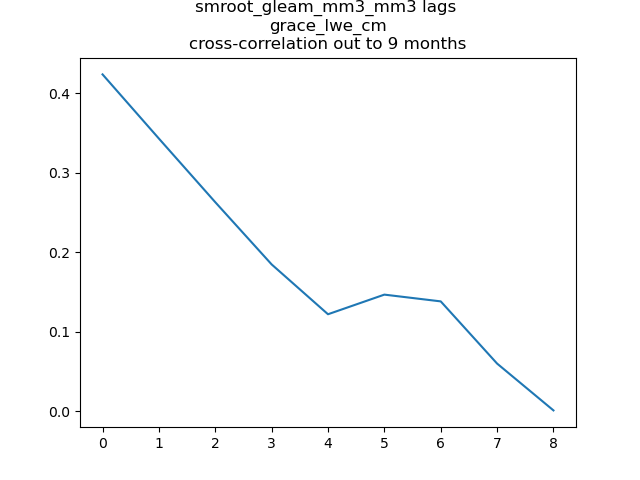 smroot_gleam_mm3_mm3 lags
grace_lwe_cm
cross-correlation out to 9 months
0.4
0.3
0.2
0.1
0.0
0 1 2 3 4 5 6 7 8